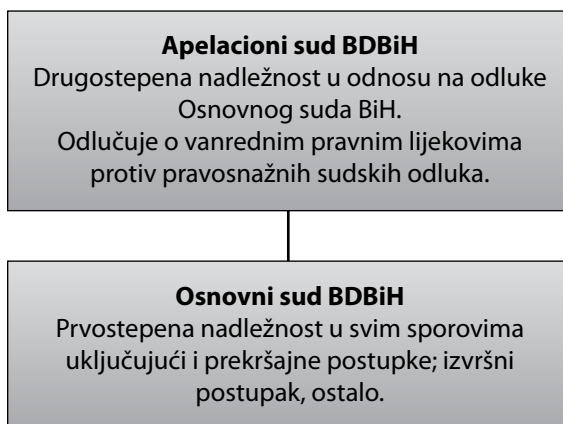 Apelacioni sud BDBiH
Drugostepena nadležnost u odnosu na odluke
Osnovnog suda BiH.
Odlučuje o vanrednim pravnim lijekovima
protiv pravosnažnih sudskih odluka.
Osnovni sud BDBiH
Prvostepena nadležnost u svim sporovima
uključujući i prekršajne postupke; izvršni
postupak, ostalo.